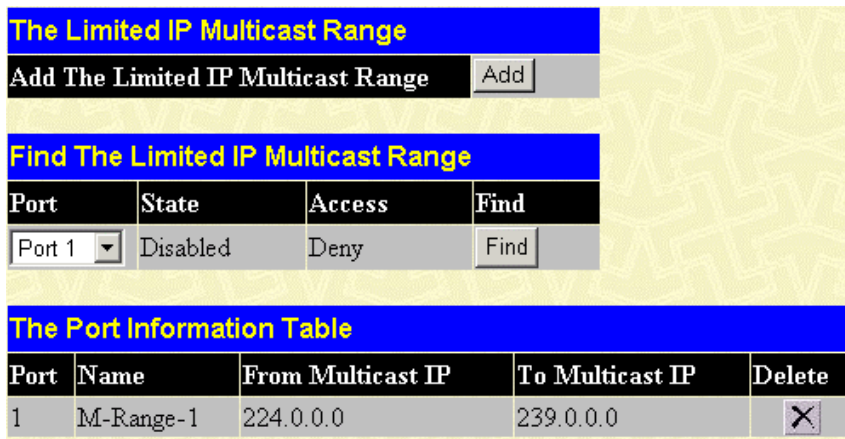 The Limited IP Multicast Range
Add The Limited IP Multicast Range Add
Find The Limited IP Multicast Range
Port State Access Find
Port 1 Disabled Deny Find
The Port Information Table
Port Name From Multicast IP To Multicast IP Delete
1 M-Range-1 224.0.0.0 239.0.0.0